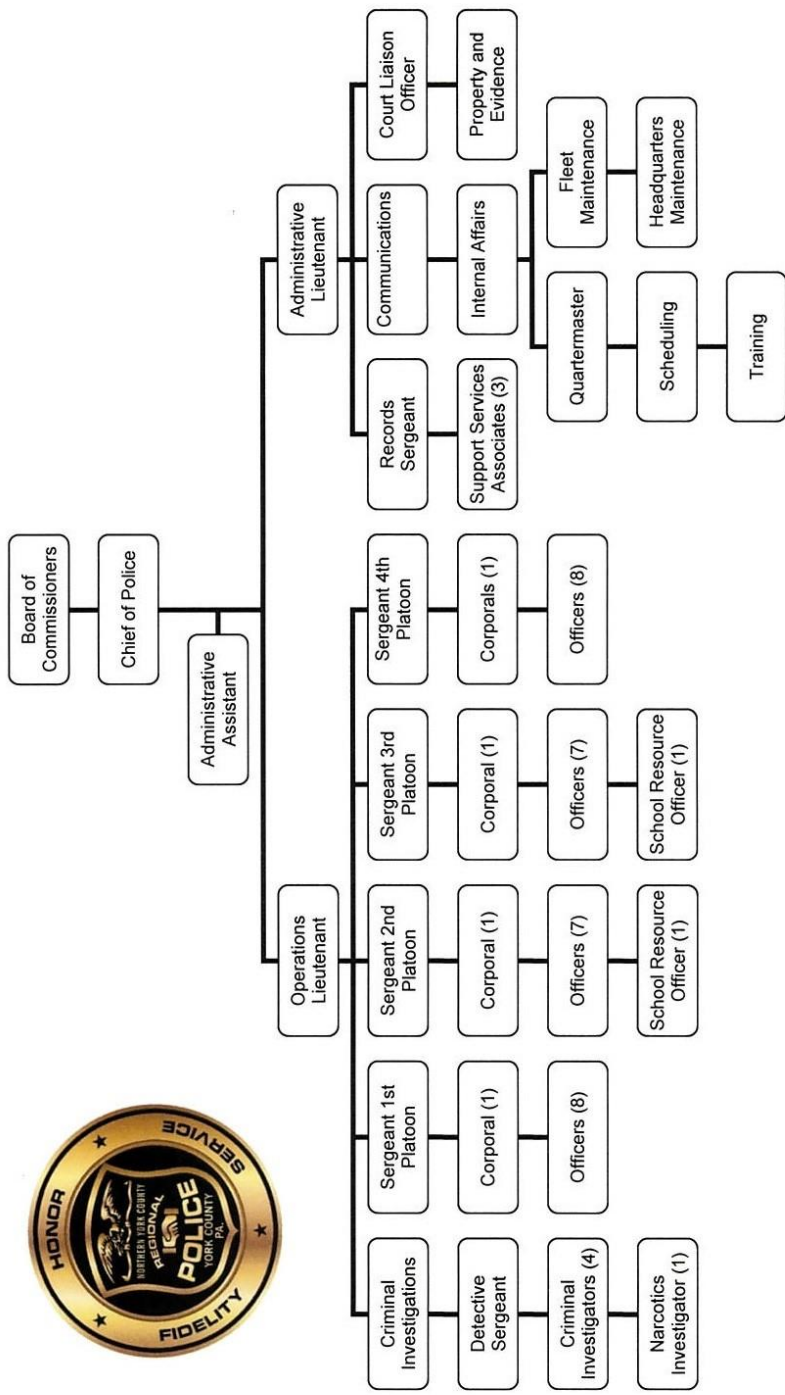 HONOR
SERVICE
FIDELITY
NORTHERN YORK COUNTY
REGIONAL
POLICE
YORK COUNTY
PA.
Board of
Commissioners
Chief of Police
Administrative
Assistant
Operations
Lieutenant
Administrative
Lieutenant
Criminal
Investigations
Detective
Sergeant
Criminal
Investigators (4)
Narcotics
Investigator (1)
Sergeant 1st
Platoon
Corporal (1)
Officers (8)
Sergeant 2nd
Platoon
Corporal (1)
Officers (7)
School Resource
Officer (1)
Sergeant 3rd
Platoon
Corporal (1)
Officers (7)
School Resource
Officer (1)
Sergeant 4th
Platoon
Corporals (1)
Officers (8)
Records
Sergeant
Support Services
Associates (3)
Communications
Internal Affairs
Quartermaster
Scheduling
Training
Fleet
Maintenance
Headquarters
Maintenance
Court Liaison
Officer
Property and
Evidence